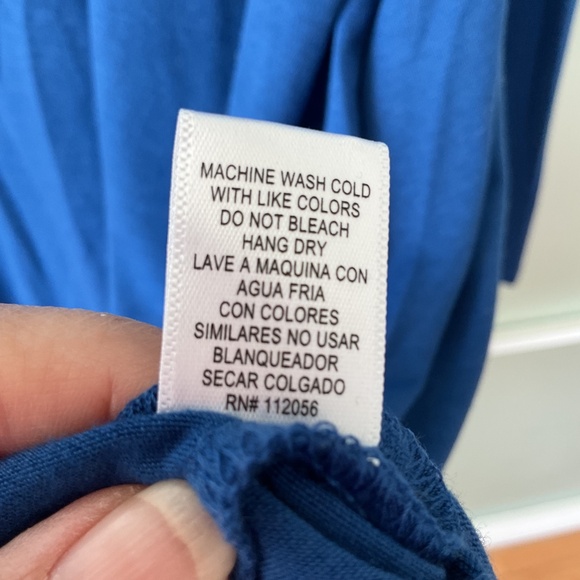 MACHINE WASH COLD
WITH LIKE COLORS
DO NOT BLEACH
HANG DRY
LAVE A MAQUINA CON
AGUA FRIA
CON COLORES
SIMILARES NO USAR
BLANQUEADOR
SECAR COLGADO
RN# 112056